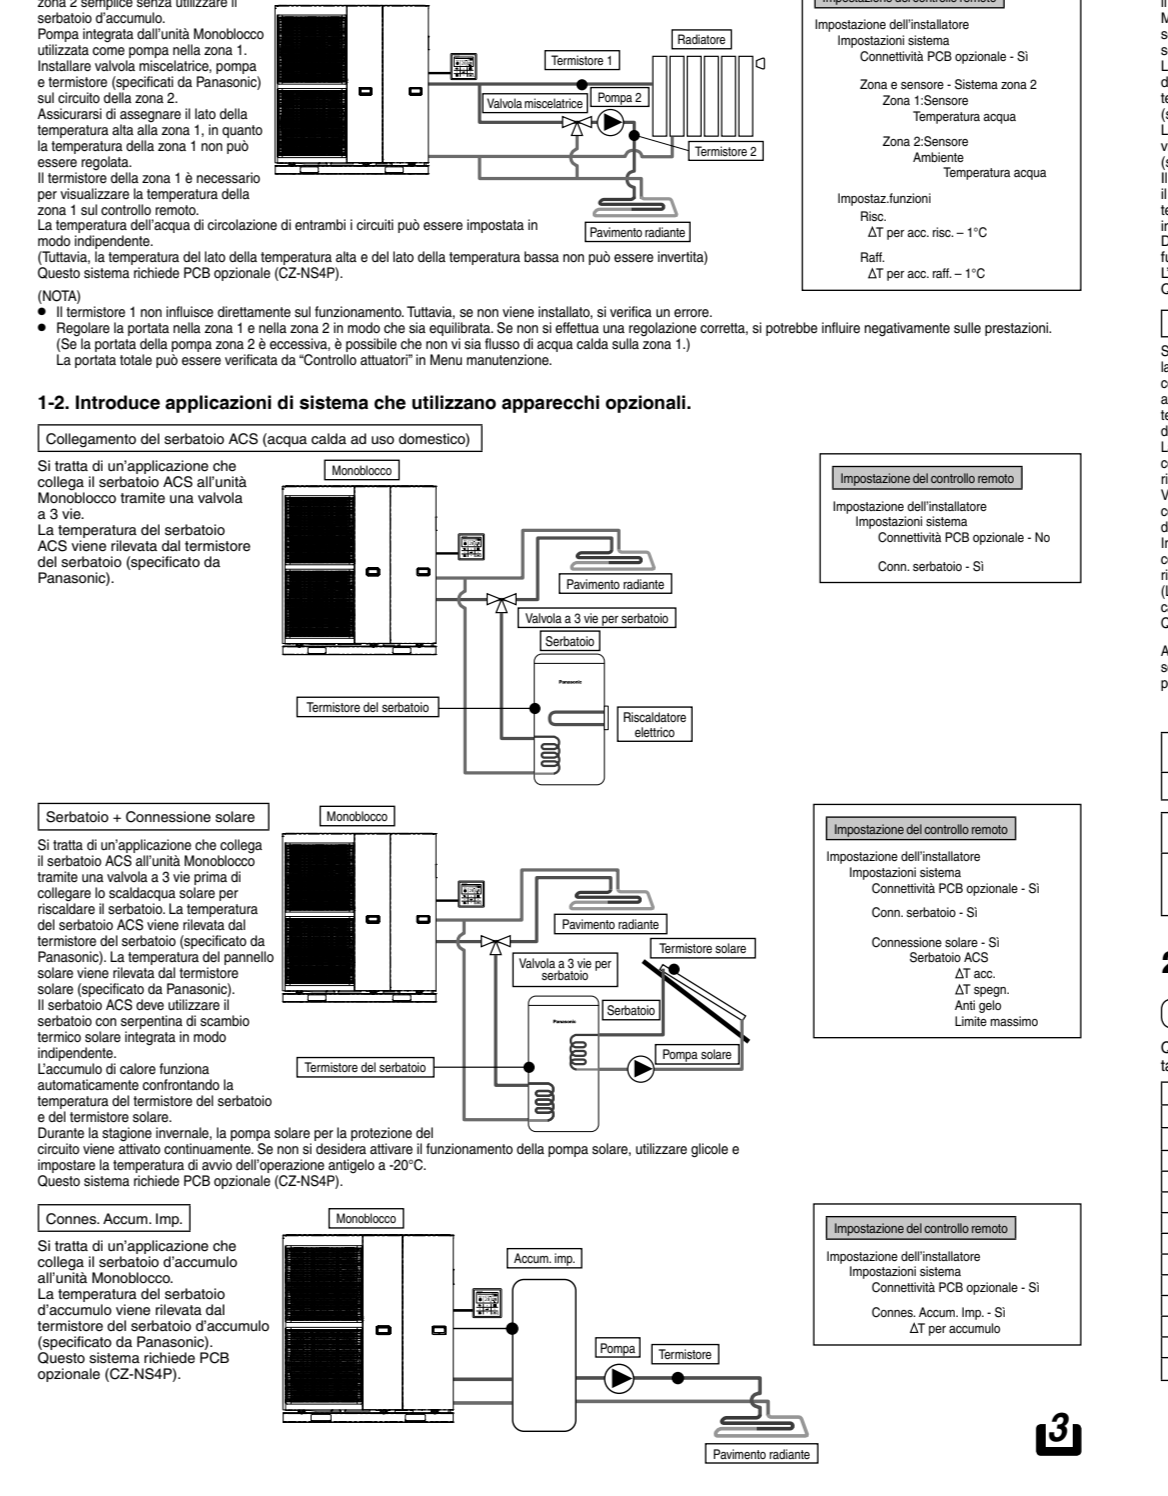 zona 2 semplice senza utilizzare il
serbatoio d'accumulo.
Pompa integrata dall'unità Monoblocco
utilizzata come pompa nella zona 1.
Installare valvola miscelatrice, pompa
e termistore (specificati da Panasonic)
sul circuito della zona 2.
Assicurarsi di assegnare il lato della
temperatura alta alla zona 1, in quanto
la temperatura della zona 1 non può
essere regolata.
Il termistore della zona 1 è necessario
per visualizzare la temperatura della
zona 1 sul controllo remoto.
La temperatura dell'acqua di circolazione di entrambi i circuiti può essere impostata in
modo indipendente.
(Tuttavia, la temperatura del lato della temperatura alta e del lato della temperatura bassa non può essere invertita)
Questo sistema richiede PCB opzionale (CZ-NS4P).
Radiatore
Termistore 1
Valvola miscelatrice
Pompa 2
Termistore 2
Pavimento radiante
Impostazione del controllo remoto
Impostazione dell'installatore
Impostazioni sistema
Connettività PCB opzionale - Sì
Zona e sensore - Sistema zona 2
Zona 1:Sensore
Temperatura acqua
Zona 2:Sensore
Ambiente
Temperatura acqua
Impostaz.funzioni
Risc.
ΔT per acc. risc. – 1°C
Raff.
ΔT per acc. raff. – 1°C
(NOTA)
● Il termistore 1 non influisce direttamente sul funzionamento. Tuttavia, se non viene installato, si verifica un errore.
● Regolare la portata nella zona 1 e nella zona 2 in modo che sia equilibrata. Se non si effettua una regolazione corretta, si potrebbe influire negativamente sulle prestazioni.
(Se la portata della pompa zona 2 è eccessiva, è possibile che non vi sia flusso di acqua calda sulla zona 1.)
La portata totale può essere verificata da "Controllo attuatori" in Menu manutenzione.
1-2. Introduce applicazioni di sistema che utilizzano apparecchi opzionali.
Collegamento del serbatoio ACS (acqua calda ad uso domestico)
Si tratta di un'applicazione che
collega il serbatoio ACS all'unità
Monoblocco tramite una valvola
a 3 vie.
La temperatura del serbatoio
ACS viene rilevata dal termistore
del serbatoio (specificato da
Panasonic).
Monoblocco
Pavimento radiante
Valvola a 3 vie per serbatoio
Serbatoio
Panasonic
Termistore del serbatoio
Riscaldatore
elettrico
Impostazione del controllo remoto
Impostazione dell'installatore
Impostazioni sistema
Connettività PCB opzionale - No
Conn. serbatoio - Sì
Serbatoio + Connessione solare
Si tratta di un'applicazione che collega
il serbatoio ACS all'unità Monoblocco
tramite una valvola a 3 vie prima di
collegare lo scaldacqua solare per
riscaldare il serbatoio. La temperatura
del serbatoio ACS viene rilevata dal
termistore del serbatoio (specificato da
Panasonic). La temperatura del pannello
solare viene rilevata dal termistore
solare (specificato da Panasonic).
Il serbatoio ACS deve utilizzare il
serbatoio con serpentina di scambio
termico solare integrata in modo
indipendente.
L'accumulo di calore funziona
automaticamente confrontando la
temperatura del termistore del serbatoio
e del termistore solare.
Durante la stagione invernale, la pompa solare per la protezione del
circuito viene attivato continuamente. Se non si desidera attivare il funzionamento della pompa solare, utilizzare glicole e
impostare la temperatura di avvio dell'operazione antigelo a -20°C.
Questo sistema richiede PCB opzionale (CZ-NS4P).
Monoblocco
Pavimento radiante
Termistore solare
Valvola a 3 vie per
serbatoio
Serbatoio
Panasonic
Pompa solare
Termistore del serbatoio
Impostazione del controllo remoto
Impostazione dell'installatore
Impostazioni sistema
Connettività PCB opzionale - Sì
Conn. serbatoio - Sì
Connessione solare - Sì
Serbatoio ACS
ΔT acc.
ΔT spegn.
Anti gelo
Limite massimo
Connes. Accum. Imp.
Si tratta di un'applicazione che
collega il serbatoio d'accumulo
all'unità Monoblocco.
La temperatura del serbatoio
d'accumulo viene rilevata dal
termistore del serbatoio d'accumulo
(specificato da Panasonic).
Questo sistema richiede PCB
opzionale (CZ-NS4P).
Monoblocco
Accum. imp.
Pompa
Termistore
Pavimento radiante
Impostazione del controllo remoto
Impostazione dell'installatore
Impostazioni sistema
Connettività PCB opzionale - Sì
Connes. Accum. Imp. - Sì
ΔT per accumulo
3